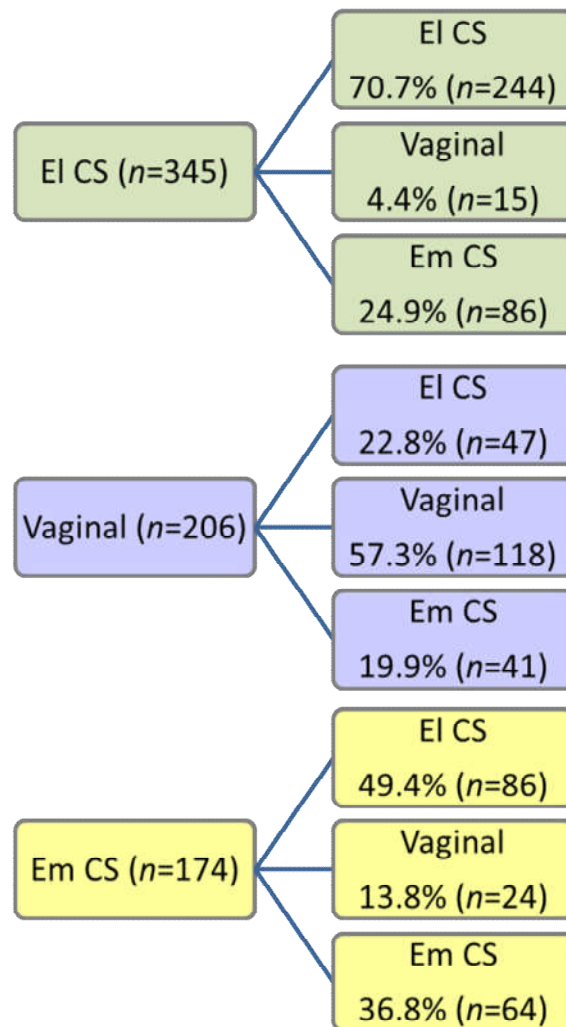 El CS (n=345)
El CS
70.7% (n=244)
Vaginal
4.4% (n=15)
Em CS
24.9% (n=86)
Vaginal (n=206)
El CS
22.8% (n=47)
Vaginal
57.3% (n=118)
Em CS
19.9% (n=41)
Em CS (n=174)
El CS
49.4% (n=86)
Vaginal
13.8% (n=24)
Em CS
36.8% (n=64)